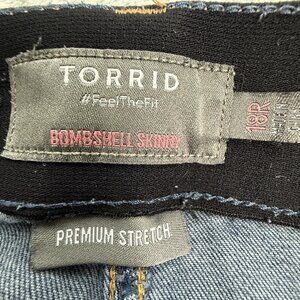 TORRID
#FeelTheFit
BOMBSHELL SKINNY
18R
PREMIUM STRETCH